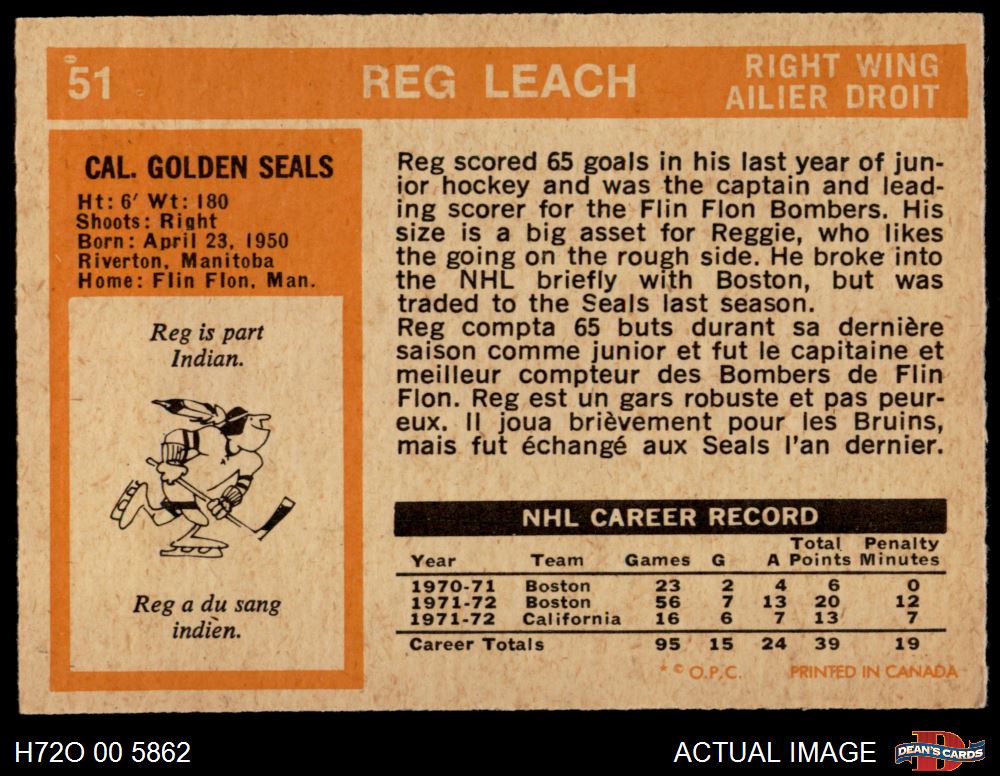 51
REG LEACH
RIGHT WING
AILIER DROIT
CAL. GOLDEN SEALS
Ht: 6' Wt: 180
Shoots: Right
Born: April 23, 1950
Riverton, Manitoba
Home: Flin Flon, Man.
Reg is part
Indian.
Reg a du sang
indien.
Reg scored 65 goals in his last year of jun-
ior hockey and was the captain and lead-
ing scorer for the Flin Flon Bombers. His
size is a big asset for Reggie, who likes
the going on the rough side. He broke into
the NHL briefly with Boston, but was
traded to the Seals last season.
Reg compta 65 buts durant sa dernière
saison comme junior et fut le capitaine et
meilleur compteur des Bombers de Flin
Flon. Reg est un gars robuste et pas peur-
eux. Il joua brièvement pour les Bruins,
mais fut échangé aux Seals l'an dernier.
NHL CAREER RECORD
Year Team Games G A Total Points Penalty Minutes
1970-71 Boston 23 2 4 6 0
1971-72 Boston 56 7 13 20 12
1971-72 California 16 6 7 13 7
Career Totals 95 15 24 39 19
* © O.P.C. PRINTED IN CANADA
H72O 00 5862
ACTUAL IMAGE
D
DEAN'S CARDS